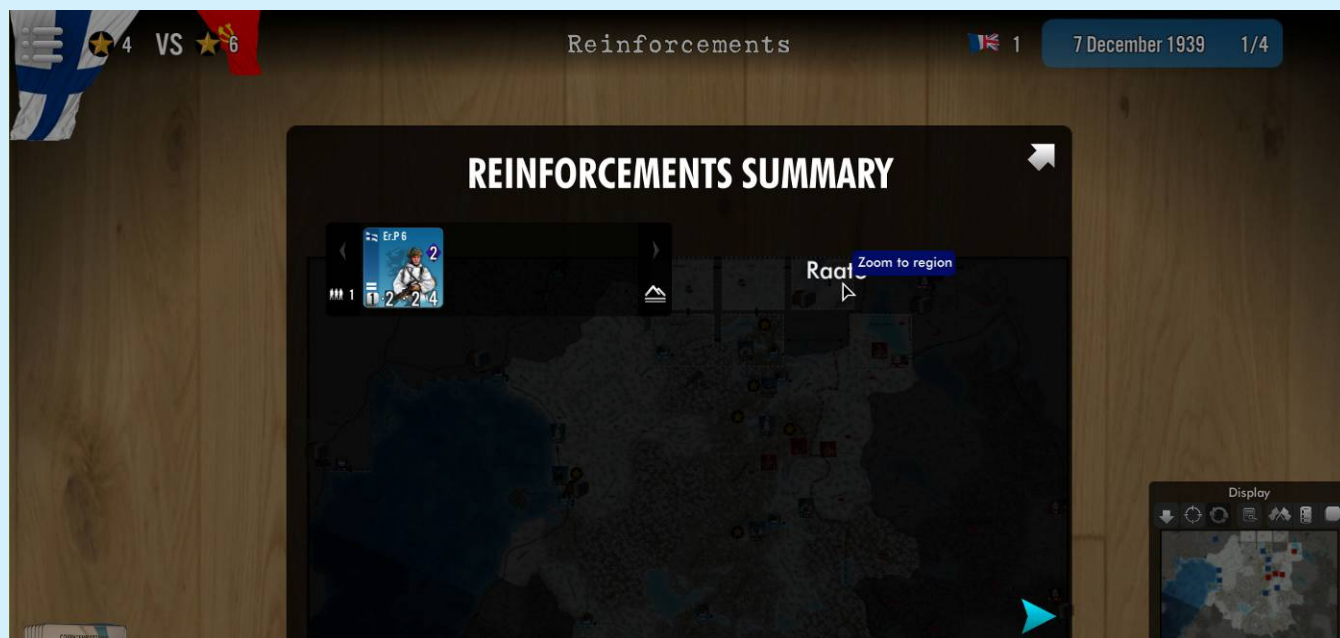 4 VS 6
Reinforcements
1
7 December 1939 1/4
REINFORCEMENTS SUMMARY
Er.P 6
2
1
1 2 2 4
Raate
Zoom to region
Display